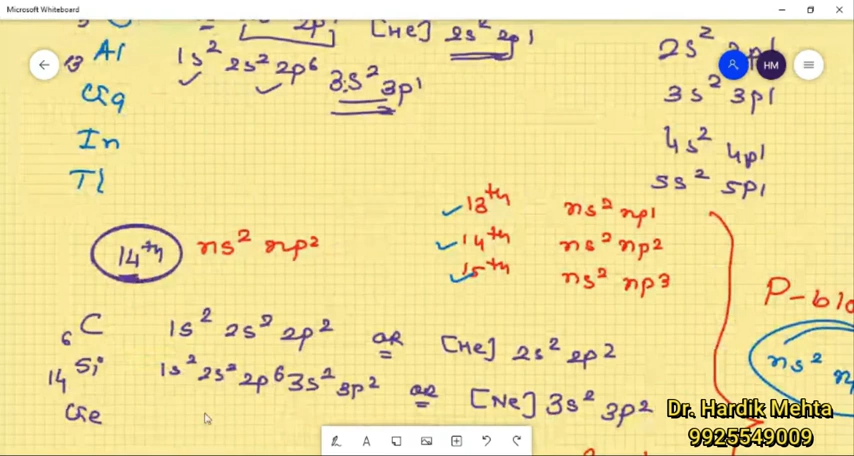 Microsoft Whiteboard
[He] 2s² 2p1
13 Al 1s² 2s² 2p6 3s² 3p1
Ga
In
Tl
2s² 2p1
HM
3s² 3p1
4s² 4p1
5s² 5p1
13th ns² np1
14th ns² np2
15th ns² np3
14th ns² np²
P-blo
ns² n
6 C 1s² 2s² 2p² OR [He] 2s² 2p²
14 Si 1s² 2s² 2p6 3s² 3p2 OR [Ne] 3s² 3p2
Ge
Dr. Hardik Mehta
9925549009